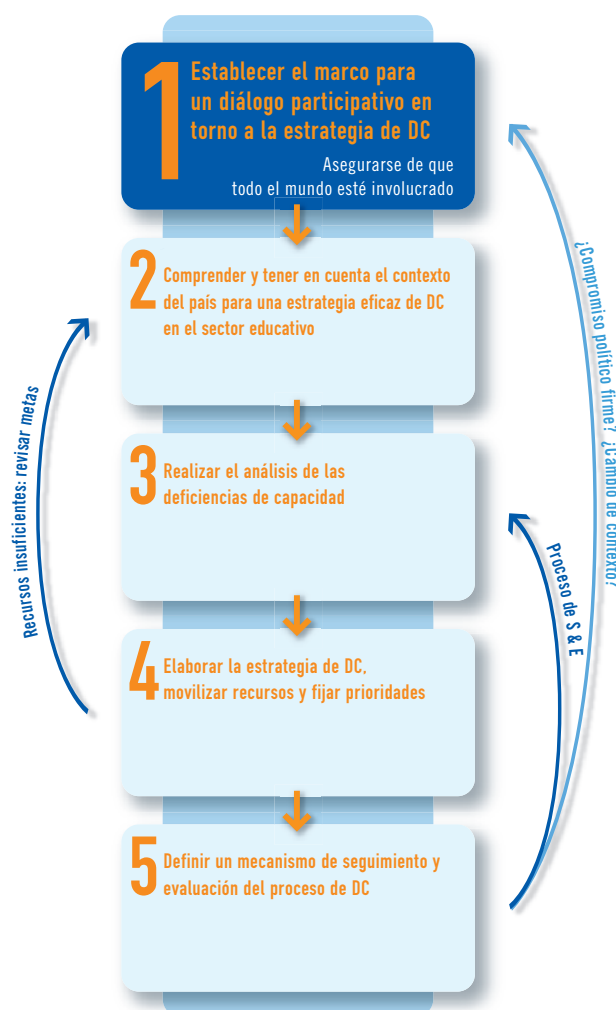 1
Establecer el marco para
un diálogo participativo en
torno a la estrategia de DC
Asegurarse de que
todo el mundo esté involucrado
2
Comprender y tener en cuenta el contexto
del país para una estrategia eficaz de DC
en el sector educativo
3
Realizar el análisis de las
deficiencias de capacidad
4
Elaborar la estrategia de DC,
movilizar recursos y fijar prioridades
5
Definir un mecanismo de seguimiento y
evaluación del proceso de DC
Recursos insuficientes: revisar metas
Proceso de S & E
¿Compromiso político firme? ¿Cambio de contexto?